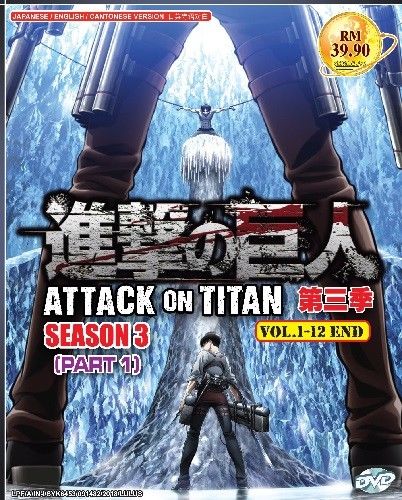 JAPANESE / ENGLISH / CANTONESE VERSION
RM
39.90
進撃の巨人
ATTACK ON TITAN 第三季
SEASON 3
(PART 1)
VOL.1-12 END
DVD